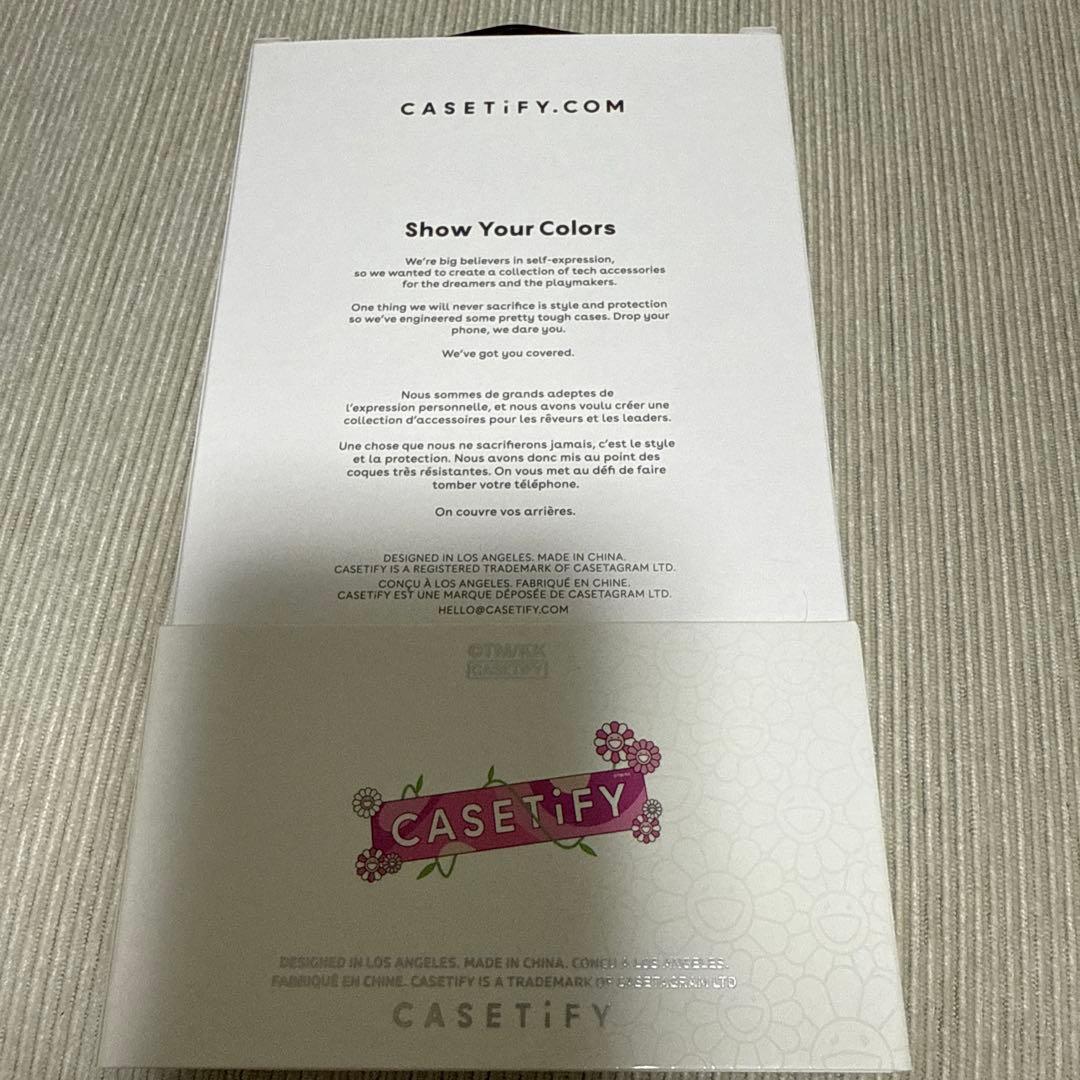 CASETiFY.COM
Show Your Colors
We're big believers in self-expression,
so we wanted to create a collection of tech accessories
for the dreamers and the playmakers.
One thing we will never sacrifice is style and protection
so we've engineered some pretty tough cases. Drop your
phone, we dare you.
We've got you covered.
Nous sommes de grands adeptes de
l'expression personnelle, et nous avons voulu créer une
collection d'accessoires pour les rêveurs et les leaders.
Une chose que nous ne sacrifierons jamais, c'est le style
et la protection. Nous avons donc mis au point des
coques très résistantes. On vous met au défi de faire
tomber votre téléphone.
On couvre vos arrières.
DESIGNED IN LOS ANGELES. MADE IN CHINA.
CASETiFY IS A REGISTERED TRADEMARK OF CASETAGRAM LTD.
CONÇU À LOS ANGELES. FABRIQUÉ EN CHINE.
CASETiFY EST UNE MARQUE DÉPOSÉE DE CASETAGRAM LTD.
HELLO@CASETIFY.COM
©TM/KK
CASETiFY
CASETiFY
DESIGNED IN LOS ANGELES. MADE IN CHINA. CONÇU À LOS ANGELES.
FABRIQUÉ EN CHINE. CASETIFY IS A TRADEMARK OF CASETAGRAM LTD
CASETiFY